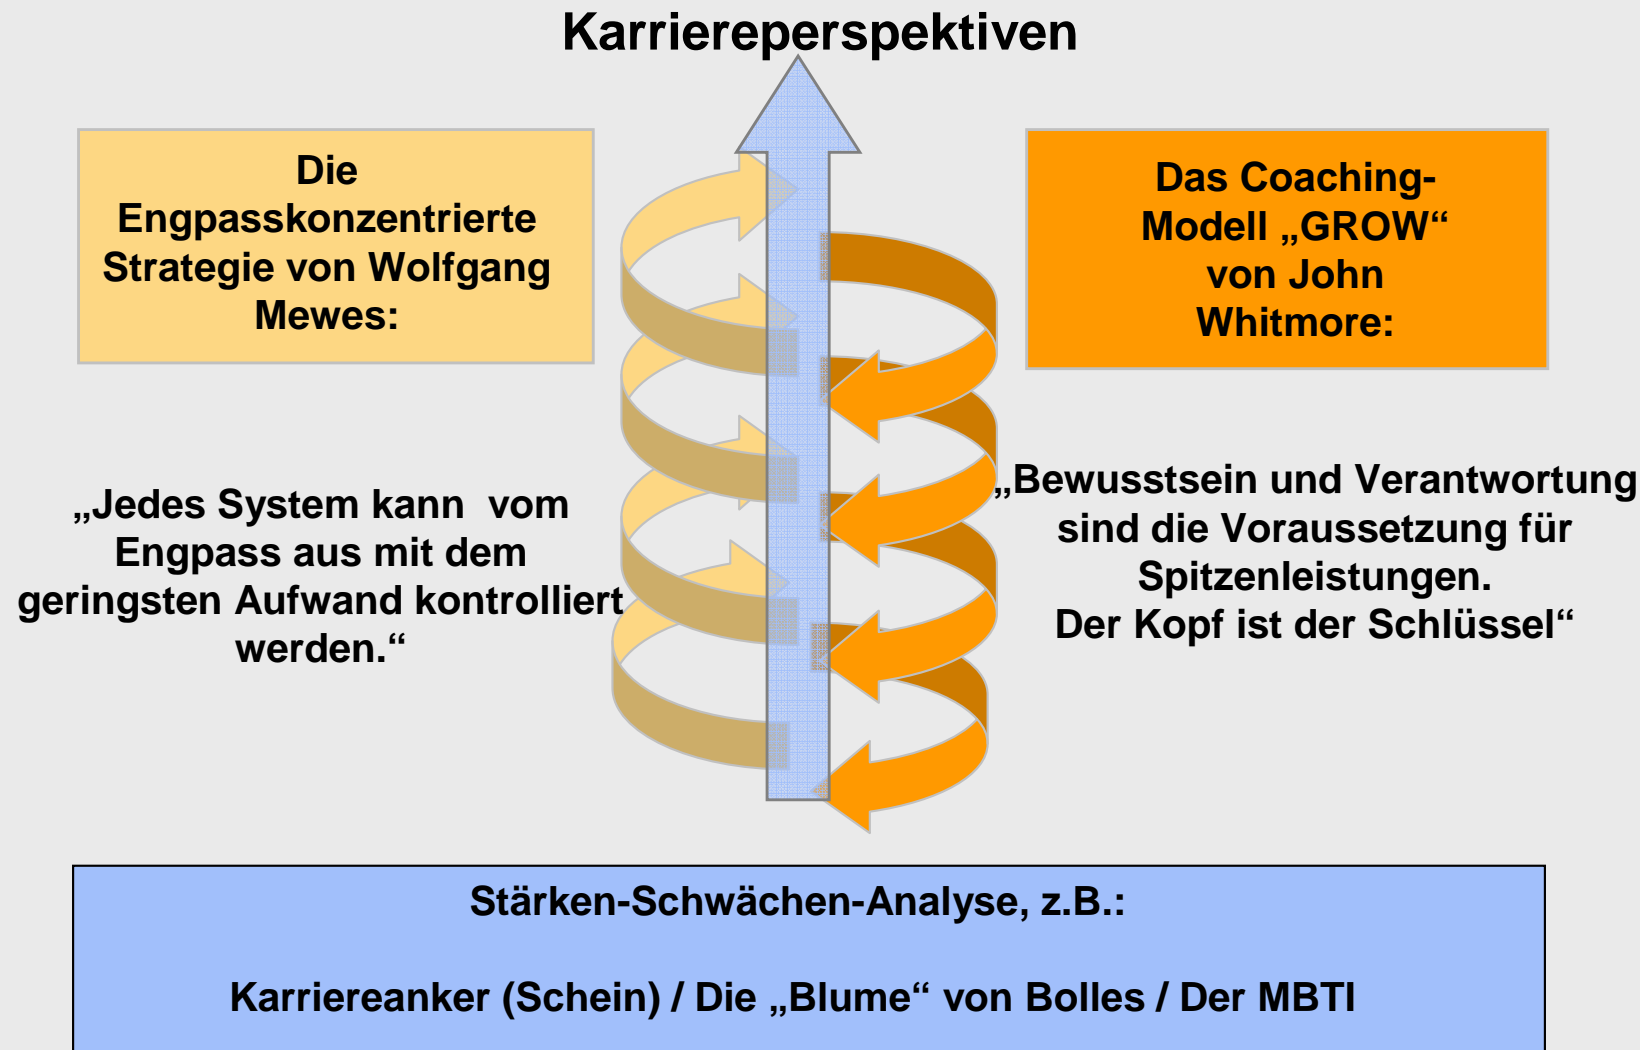 Karriereperspektiven
Die
Engpasskonzentrierte
Strategie von Wolfgang
Mewes:
Das Coaching-
Modell „GROW“
von John
Whitmore:
„Jedes System kann  vom
Engpass aus mit dem
geringsten Aufwand kontrolliert
werden.“
„Bewusstsein und Verantwortung
sind die Voraussetzung für
Spitzenleistungen.
Der Kopf ist der Schlüssel“
Stärken-Schwächen-Analyse, z.B.:
Karriereanker (Schein) / Die „Blume“ von Bolles / Der MBTI